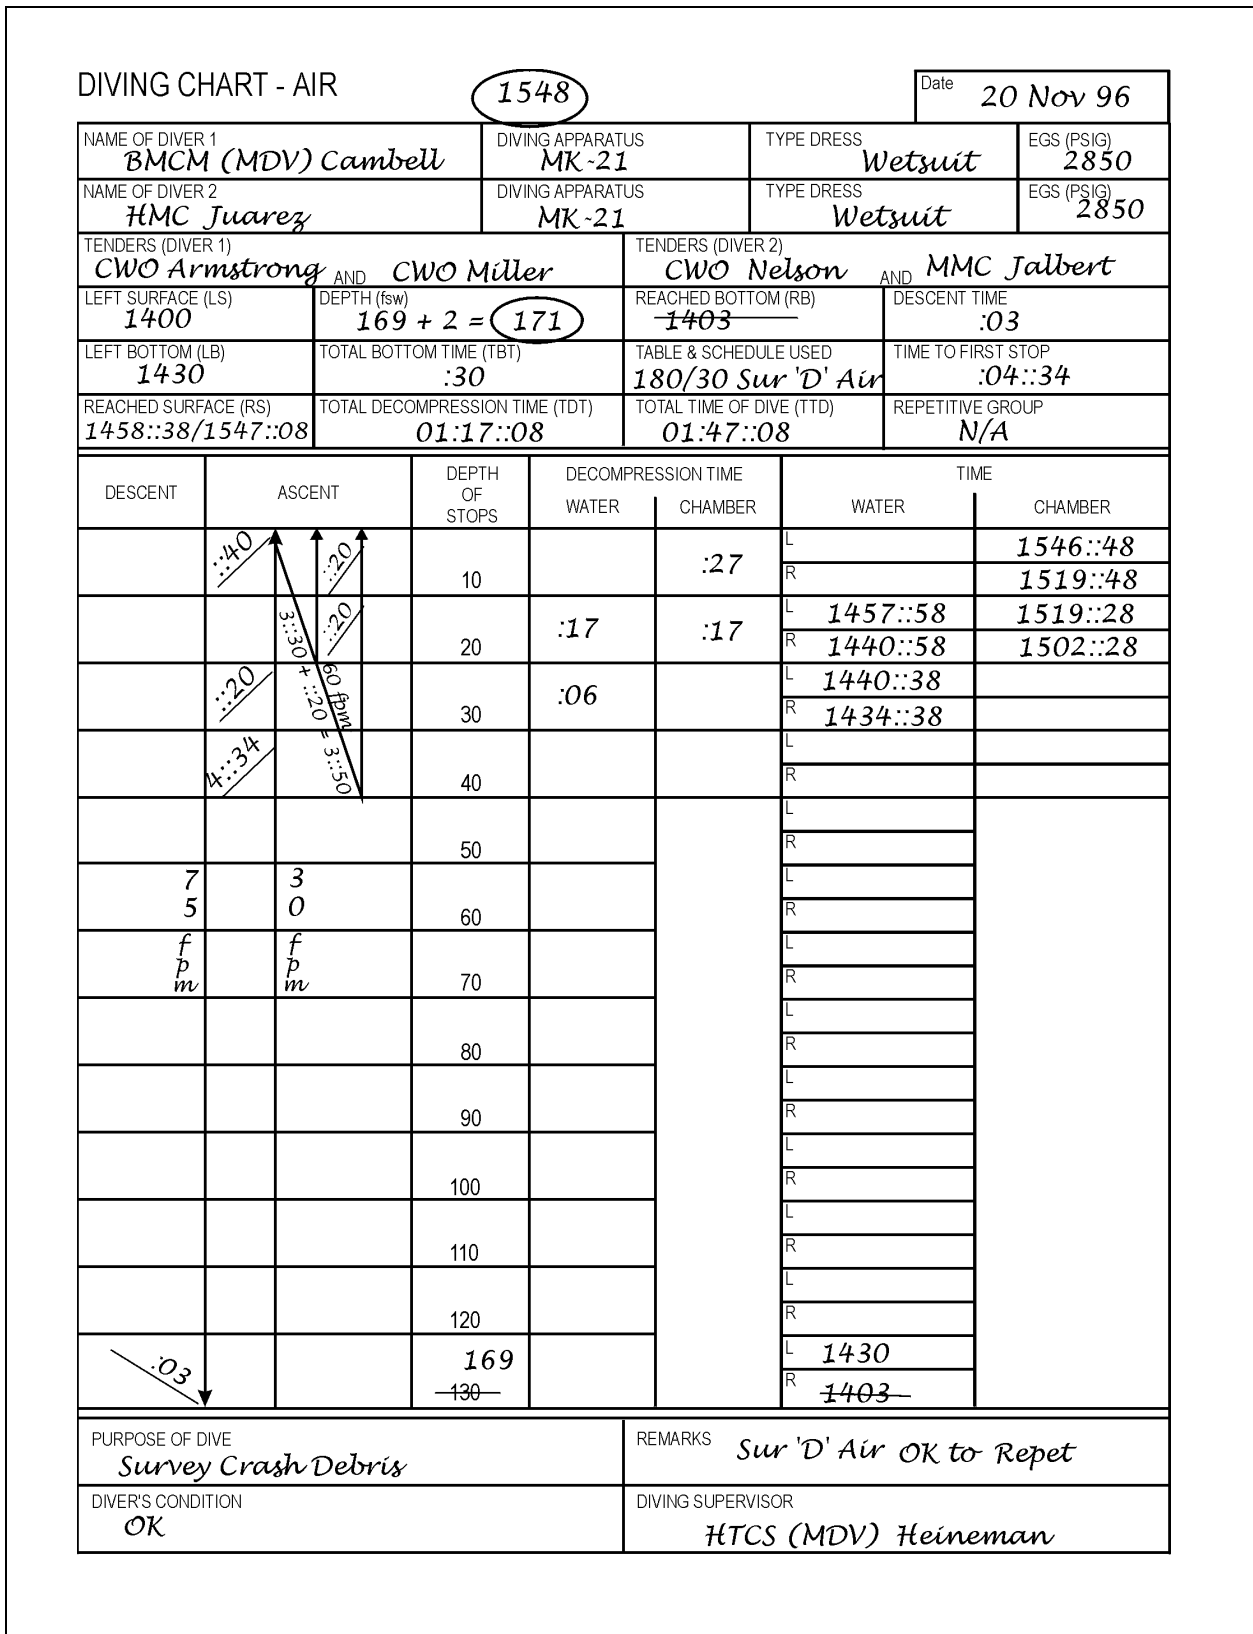 DIVING CHART - AIR 1548 Date 20 Nov 96
NAME OF DIVER 1 DIVING APPARATUS TYPE DRESS EGS (PSIG)
BMCM (MDV) Cambell MK-21 Wetsuit 2850
NAME OF DIVER 2 DIVING APPARATUS TYPE DRESS EGS (PSIG)
HMC Juarez MK-21 Wetsuit 2850
TENDERS (DIVER 1) TENDERS (DIVER 2)
CWO Armstrong AND CWO Miller CWO Nelson AND MMC Jalbert
LEFT SURFACE (LS) DEPTH (fsw) REACHED BOTTOM (RB) DESCENT TIME
1400 169 + 2 = 171 1403 :03
LEFT BOTTOM (LB) TOTAL BOTTOM TIME (TBT) TABLE & SCHEDULE USED TIME TO FIRST STOP
1430 :30 180/30 Sur 'D' Air :04::34
REACHED SURFACE (RS) TOTAL DECOMPRESSION TIME (TDT) TOTAL TIME OF DIVE (TTD) REPETITIVE GROUP
1458::38/1547::08 01:17::08 01:47::08 N/A
DESCENT ASCENT DEPTH OF STOPS DECOMPRESSION TIME TIME
WATER CHAMBER WATER CHAMBER
::40 ::20 L 1546::48
10 :27 R 1519::48
::20 L 1457::58 1519::28
20 :17 :17 R 1440::58 1502::28
::20 L 1440::38
30 :06 R 1434::38
3::30 + ::20 = 3::50
60 fpm
4::34 L
40 R
L
50 R
75 fpm 30 fpm
L
60 R
L
70 R
L
80 R
L
90 R
L
100 R
L
110 R
L
120 R
:03 169 L 1430
130 R 1403
PURPOSE OF DIVE REMARKS
Survey Crash Debris Sur 'D' Air OK to Repet
DIVER'S CONDITION DIVING SUPERVISOR
OK HTCS (MDV) Heineman